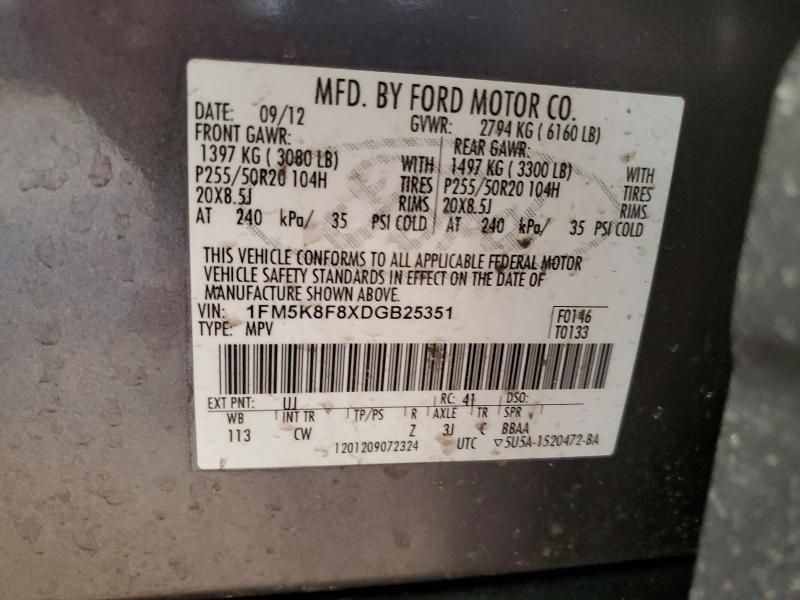 MFD. BY FORD MOTOR CO.
DATE: 09/12 GVWR: 2794 KG ( 6160 LB)
FRONT GAWR: REAR GAWR:
1397 KG ( 3080 LB) WITH 1497 KG ( 3300 LB) WITH
P255/50R20 104H TIRES P255/50R20 104H TIRES
20X8.5J RIMS 20X8.5J RIMS
AT 240 kPa/ 35 PSI COLD AT 240 kPa/ 35 PSI COLD
THIS VEHICLE CONFORMS TO ALL APPLICABLE FEDERAL MOTOR
VEHICLE SAFETY STANDARDS IN EFFECT ON THE DATE OF
MANUFACTURE SHOWN ABOVE.
VIN: 1FM5K8F8XDGB25351 F0146
TYPE: MPV T0133
EXT PNT: UJ RC: 41 DSO:
WB INT TR TP/PS R AXLE TR SPR
113 CW Z 3J C BBAA
1201209072324 UTC ▽5U5A-1520472-BA